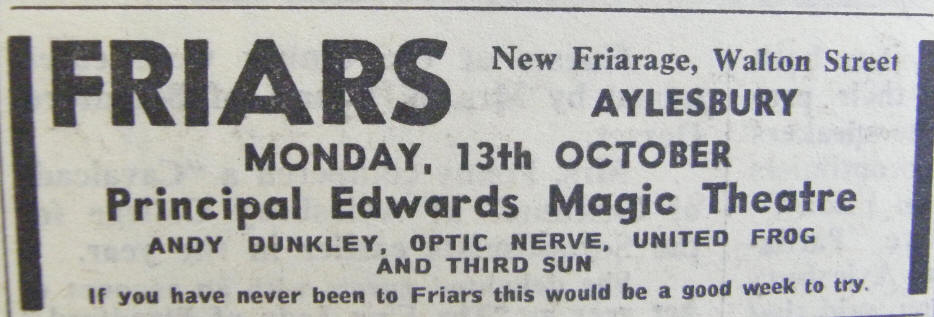 FRIARS
New Friarage, Walton Street
AYLESBURY
MONDAY, 13th OCTOBER
Principal Edwards Magic Theatre
ANDY DUNKLEY, OPTIC NERVE, UNITED FROG
AND THIRD SUN
If you have never been to Friars this would be a good week to try.